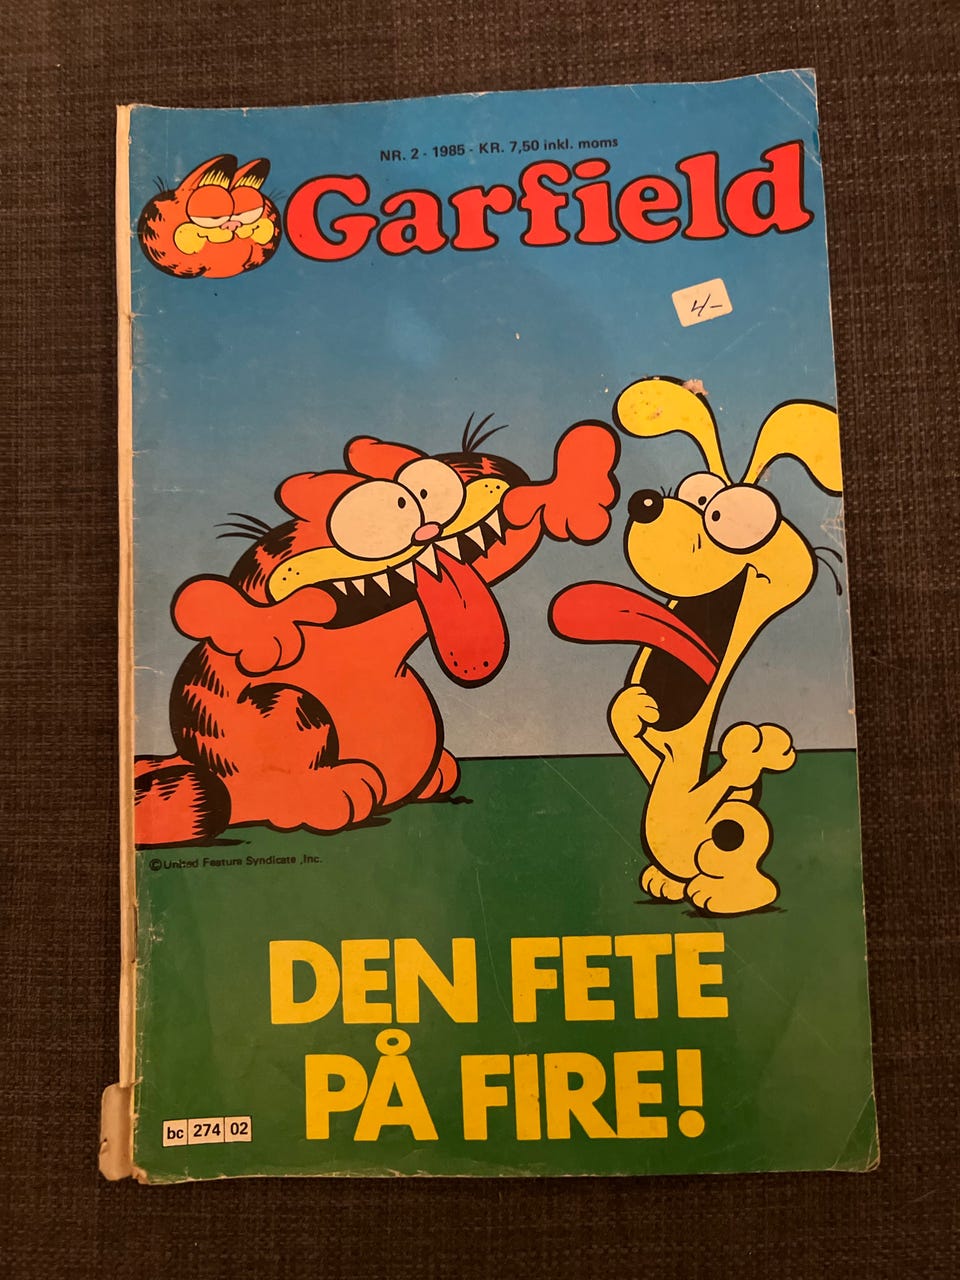 NR. 2 - 1985 - KR. 7,50 inkl. moms
Garfield
4/-
© United Feature Syndicate ,Inc.
DEN FETE
PÅ FIRE!
bc 274 02